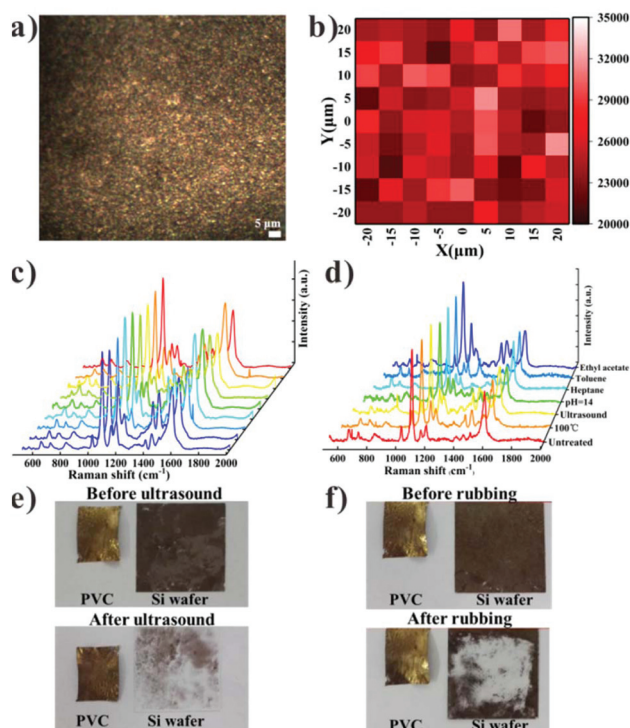 a)
5 μm
b)
Y(μm)
20
15
10
5
0
-5
-10
-15
-20
-20 -15 -10 -5 0 5 10 15 20
X(μm)
35000
32000
29000
26000
23000
20000
c)
Intensity (a.u.)
600 800 1000 1200 1400 1600 1800 2000
Raman shift (cm⁻¹)
d)
Intensity (a.u.)
Ethyl acetate
Toluene
Heptane
pH=14
Ultrasound
100℃
Untreated
600 800 1000 1200 1400 1600 1800 2000
Raman shift (cm⁻¹)
e)
Before ultrasound
PVC Si wafer
After ultrasound
PVC Si wafer
f)
Before rubbing
PVC Si wafer
After rubbing
PVC Si wafer